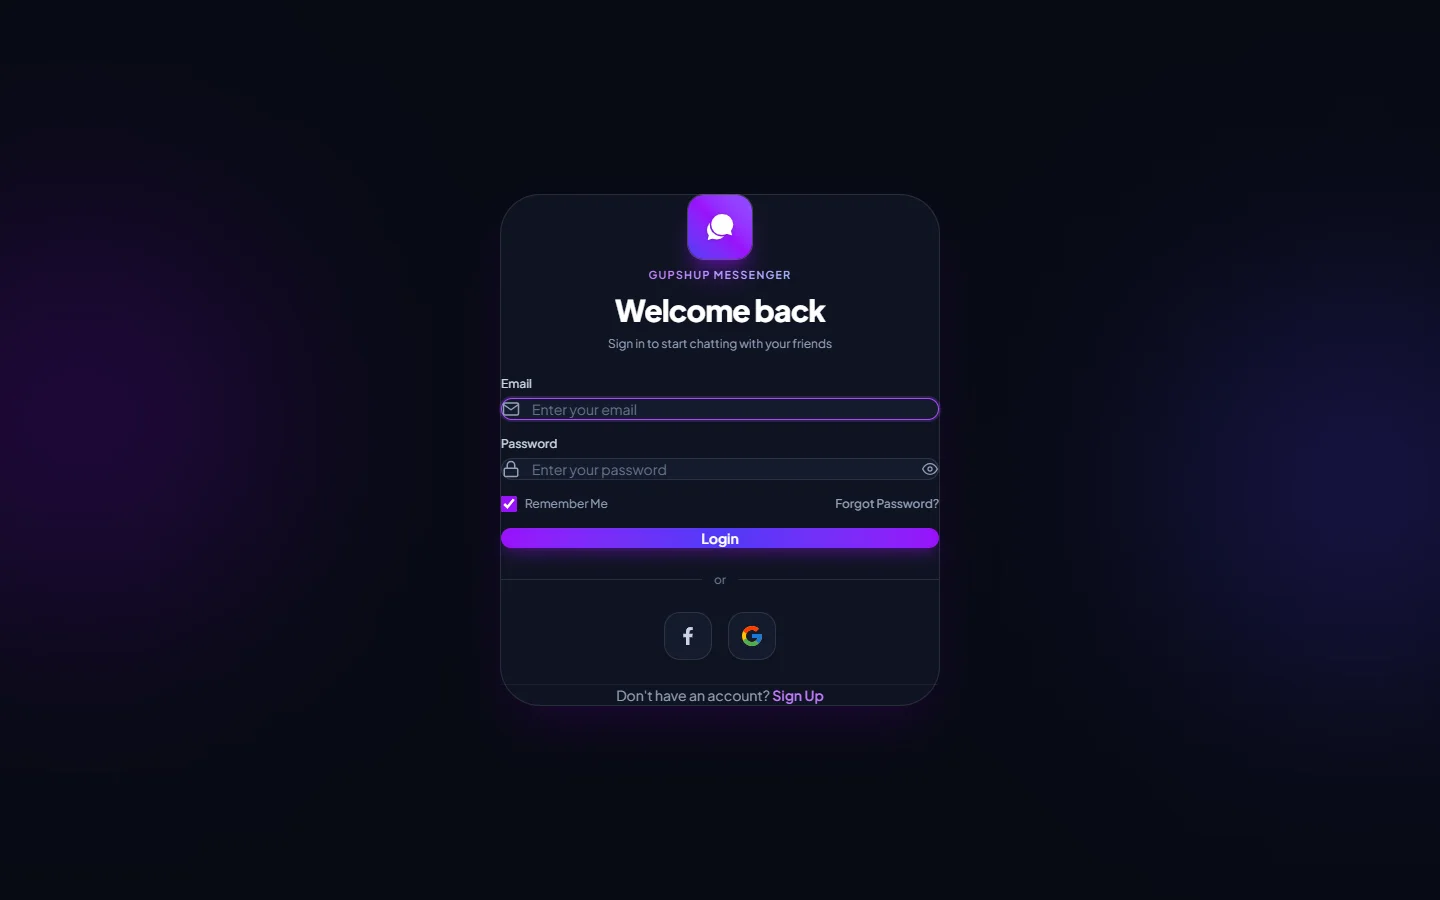 GUPSHUP MESSENGER
Welcome back
Sign in to start chatting with your friends
Email
Enter your email
Password
Enter your password
Remember Me
Forgot Password?
Login
or
Don't have an account? Sign Up